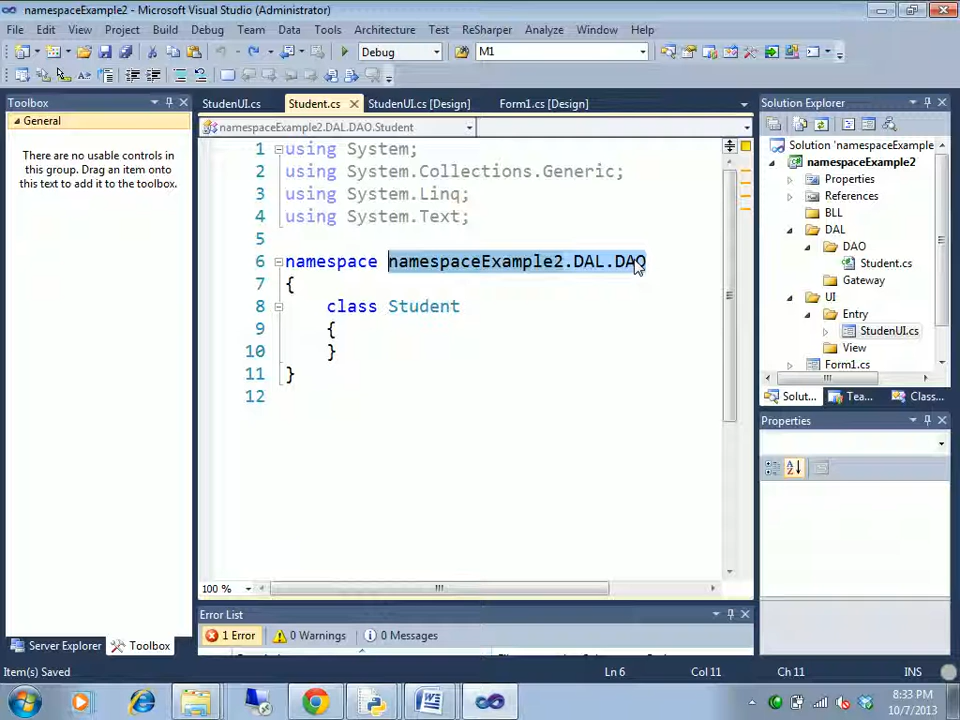 namespaceExample2 - Microsoft Visual Studio (Administrator)
File Edit View Project Build Debug Team Data Tools Architecture Test ReSharper Analyze Window Help
Debug M1
Toolbox
General
There are no usable controls in
this group. Drag an item onto
this text to add it to the toolbox.
Server Explorer Toolbox
StudenUI.cs Student.cs StudenUI.cs [Design] Form1.cs [Design]
namespaceExample2.DAL.DAO.Student
1 using System;
2 using System.Collections.Generic;
3 using System.Linq;
4 using System.Text;
5
6 namespace namespaceExample2.DAL.DAO
7 {
8 class Student
9 {
10 }
11 }
12
100 %
Error List
1 Error 0 Warnings 0 Messages
Solution Explorer
Solution 'namespaceExample2'
namespaceExample2
Properties
References
BLL
DAL
DAO
Student.cs
Gateway
UI
Entry
StudenUI.cs
View
Form1.cs
Solut... Tea... Class...
Properties
Item(s) Saved Ln 6 Col 11 Ch 11 INS
8:33 PM
10/7/2013